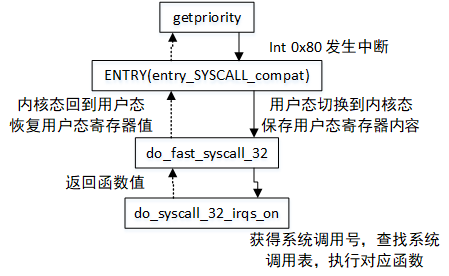 getpriority
Int 0x80 发生中断
ENTRY(entry_SYSCALL_compat)
内核态回到用户态
恢复用户态寄存器值
用户态切换到内核态
保存用户态寄存器内容
do_fast_syscall_32
返回函数值
do_syscall_32_irqs_on
获得系统调用号，查找系统
调用表，执行对应函数